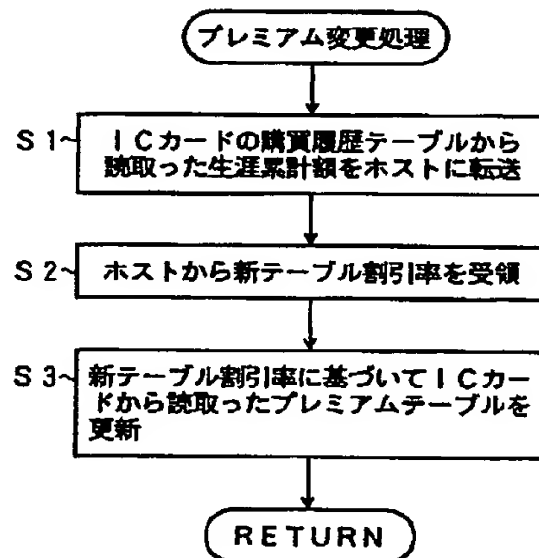 プレミアム変更処理
S1~ ICカードの購買履歴テーブルから
読取った生涯累計額をホストに転送
S2~ ホストから新テーブル割引率を受領
S3~ 新テーブル割引率に基づいてICカー
ドから読取ったプレミアムテーブルを
更新
RETURN